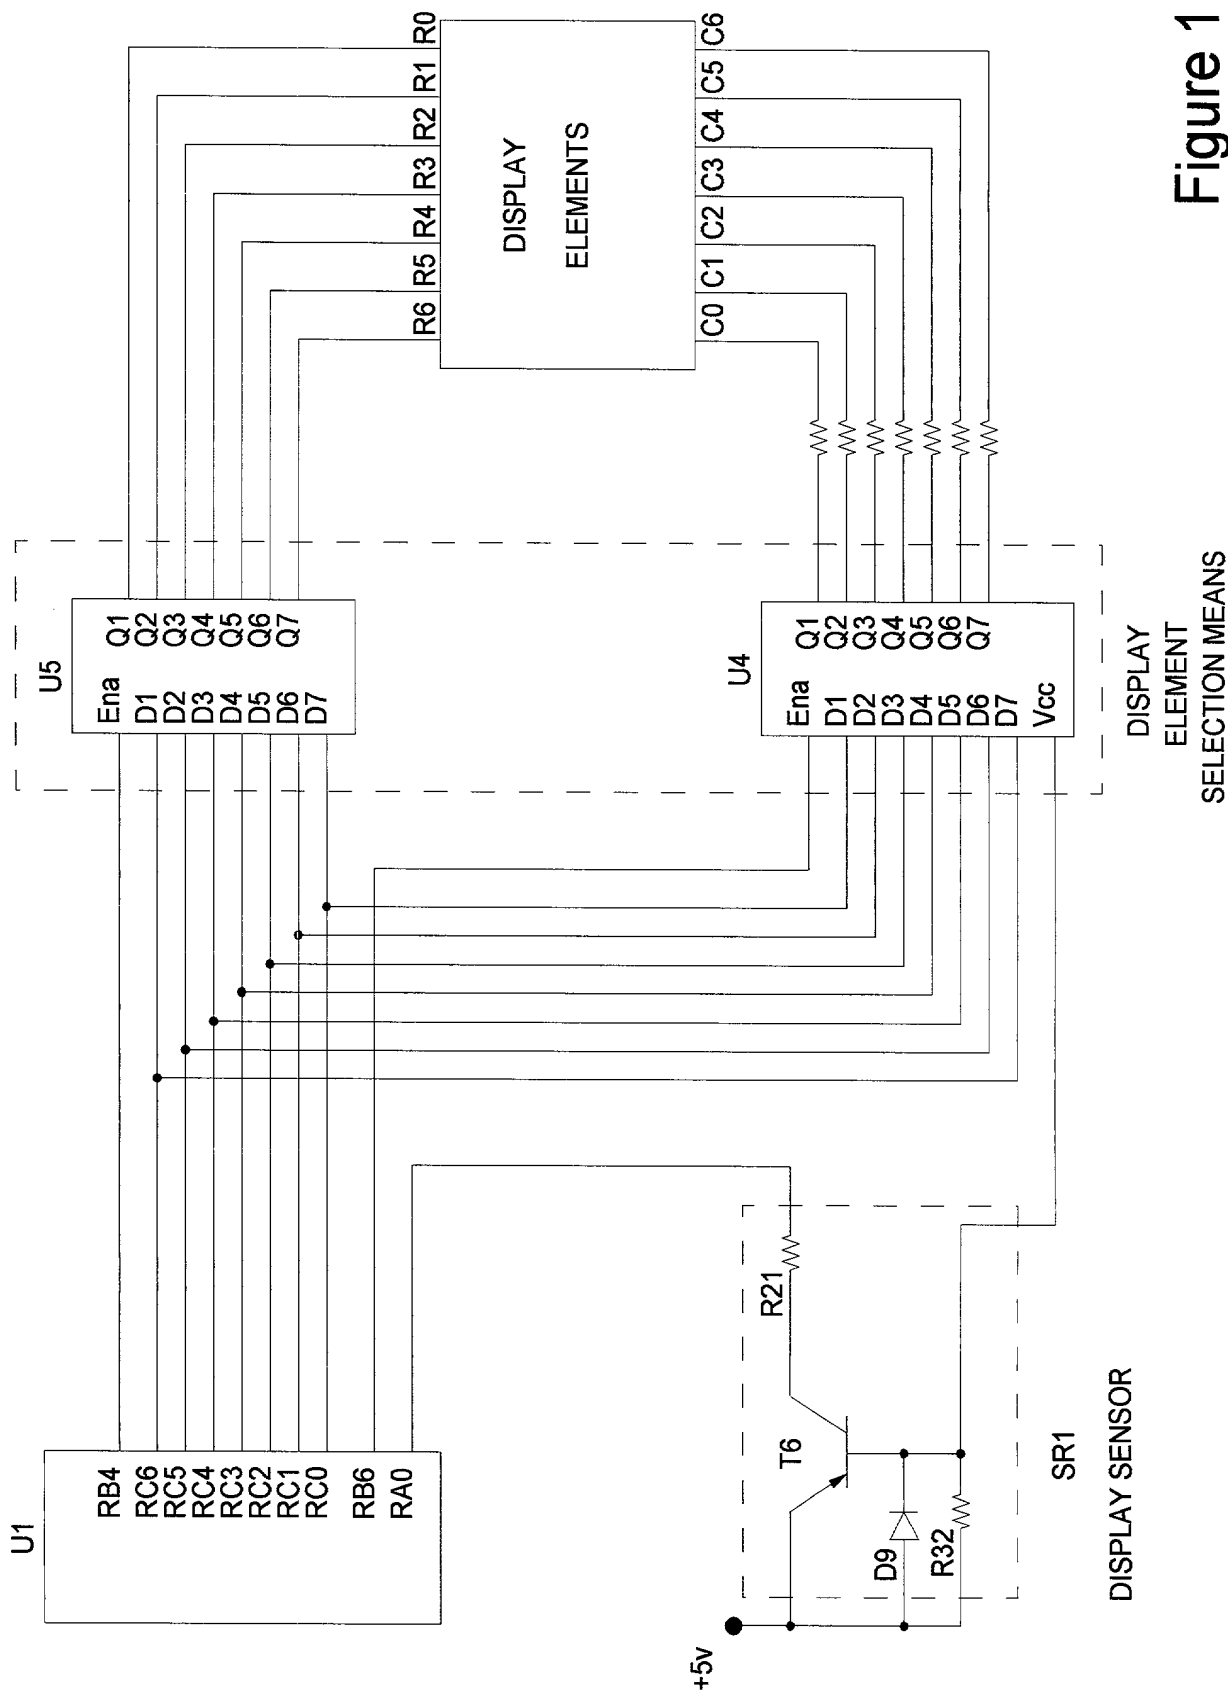 Figure 1
U1
RB4
RC6
RC5
RC4
RC3
RC2
RC1
RC0
RB6
RA0
U5
Ena
D1
D2
D3
D4
D5
D6
D7
Q1
Q2
Q3
Q4
Q5
Q6
Q7
R0
R1
R2
R3
R4
R5
R6
DISPLAY
ELEMENTS
C0
C1
C2
C3
C4
C5
C6
U4
Ena
D1
D2
D3
D4
D5
D6
D7
Vcc
Q1
Q2
Q3
Q4
Q5
Q6
Q7
DISPLAY
ELEMENT
SELECTION MEANS
+5v
T6
R21
D9
R32
SR1
DISPLAY SENSOR